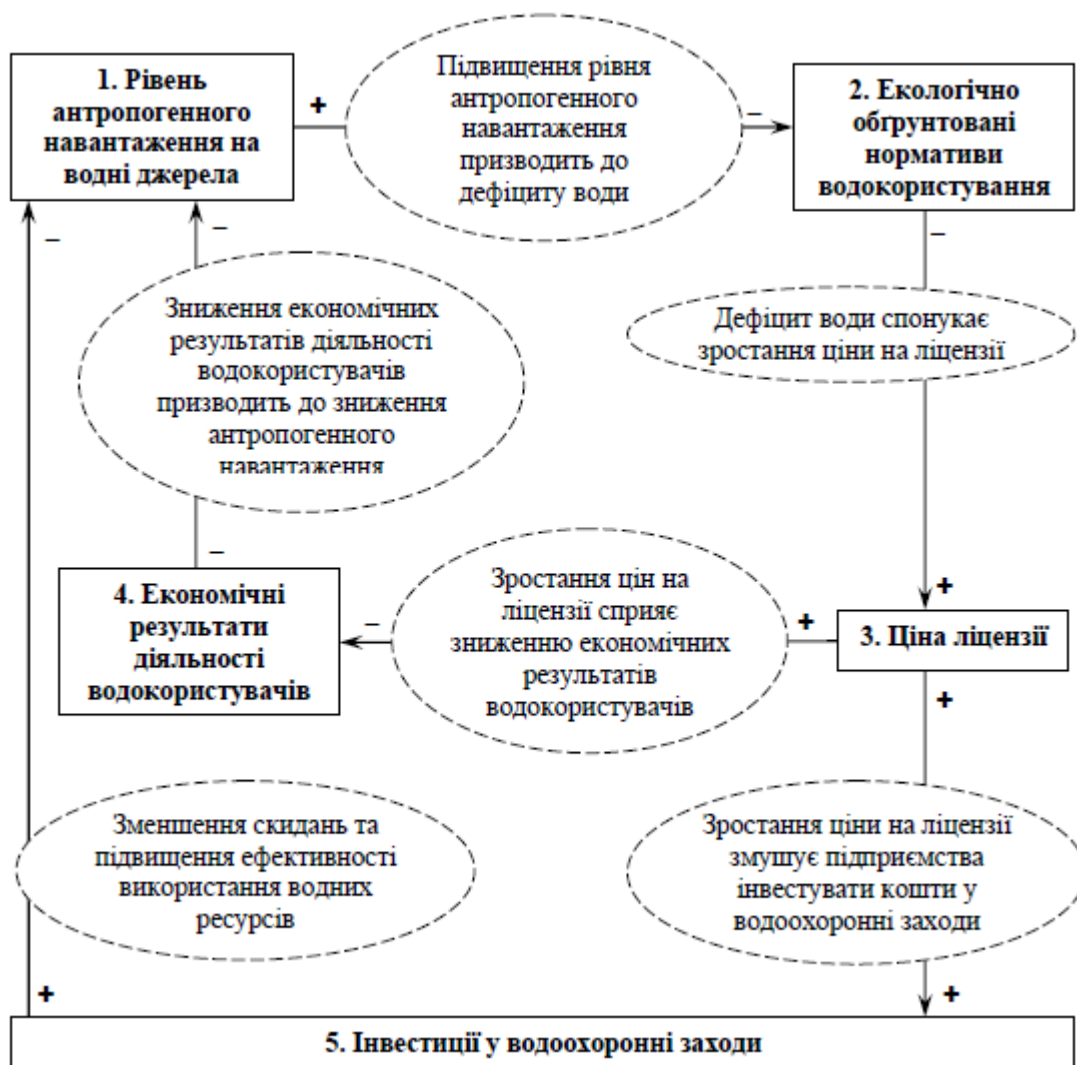 1. Рівень
антропогенного
навантаження на
водні джерела
+
Підвищення рівня
антропогенного
навантаження
призводить до
дефіциту води
–
2. Екологічно
обґрунтовані
нормативи
водокористування
–
–
–
Зниження економічних
результатів діяльності
водокористувачів
призводить до зниження
антропогенного
навантаження
–
Дефіцит води спонукає
зростання ціни на ліцензії
+
4. Економічні
результати
діяльності
водокористувачів
–
Зростання цін на
ліцензії сприяє
зниженню економічних
результатів
водокористувачів
+
3. Ціна ліцензії
+
Зменшення скидань та
підвищення ефективності
використання водних
ресурсів
+
Зростання ціни на ліцензії
змушує підприємства
інвестувати кошти у
водоохоронні заходи
+
5. Інвестиції у водоохоронні заходи